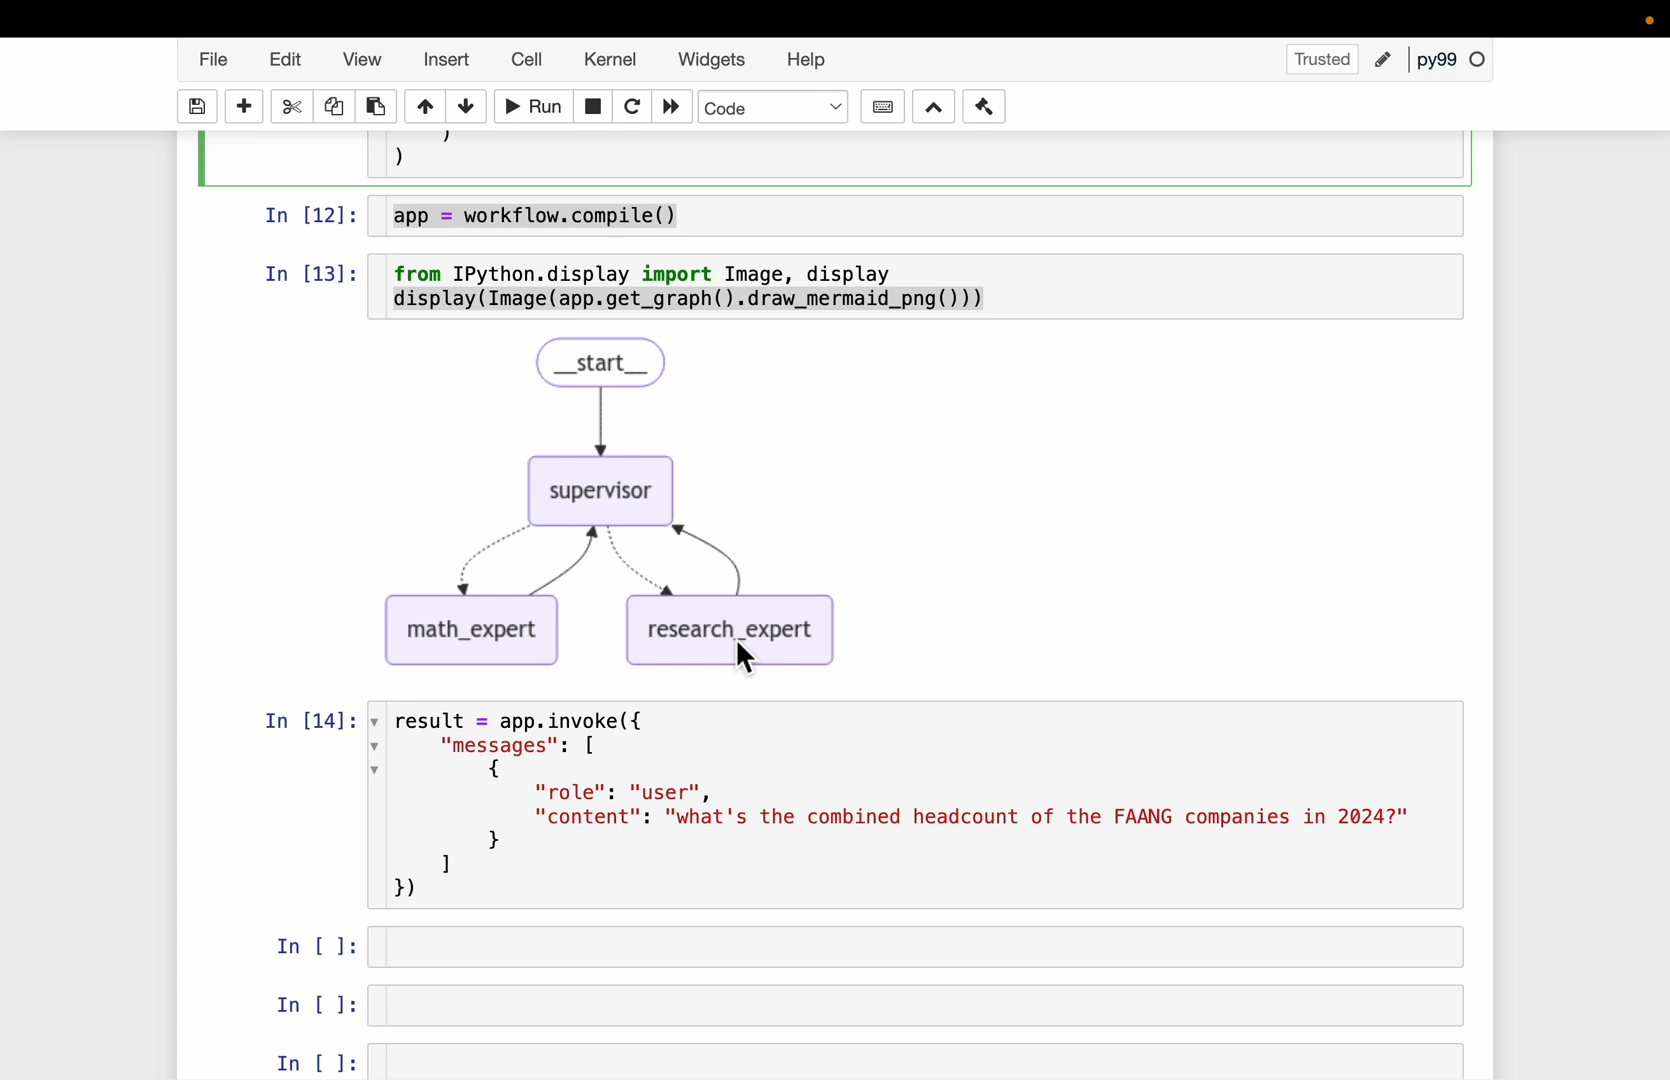 File Edit View Insert Cell Kernel Widgets Help Trusted py99
Run Code
)
)
In [12]: app = workflow.compile()
In [13]: from IPython.display import Image, display
display(Image(app.get_graph().draw_mermaid_png()))
__start__
supervisor
math_expert research_expert
In [14]: result = app.invoke({
"messages": [
{
"role": "user",
"content": "what's the combined headcount of the FAANG companies in 2024?"
}
]
})
In [ ]:
In [ ]:
In [ ]: